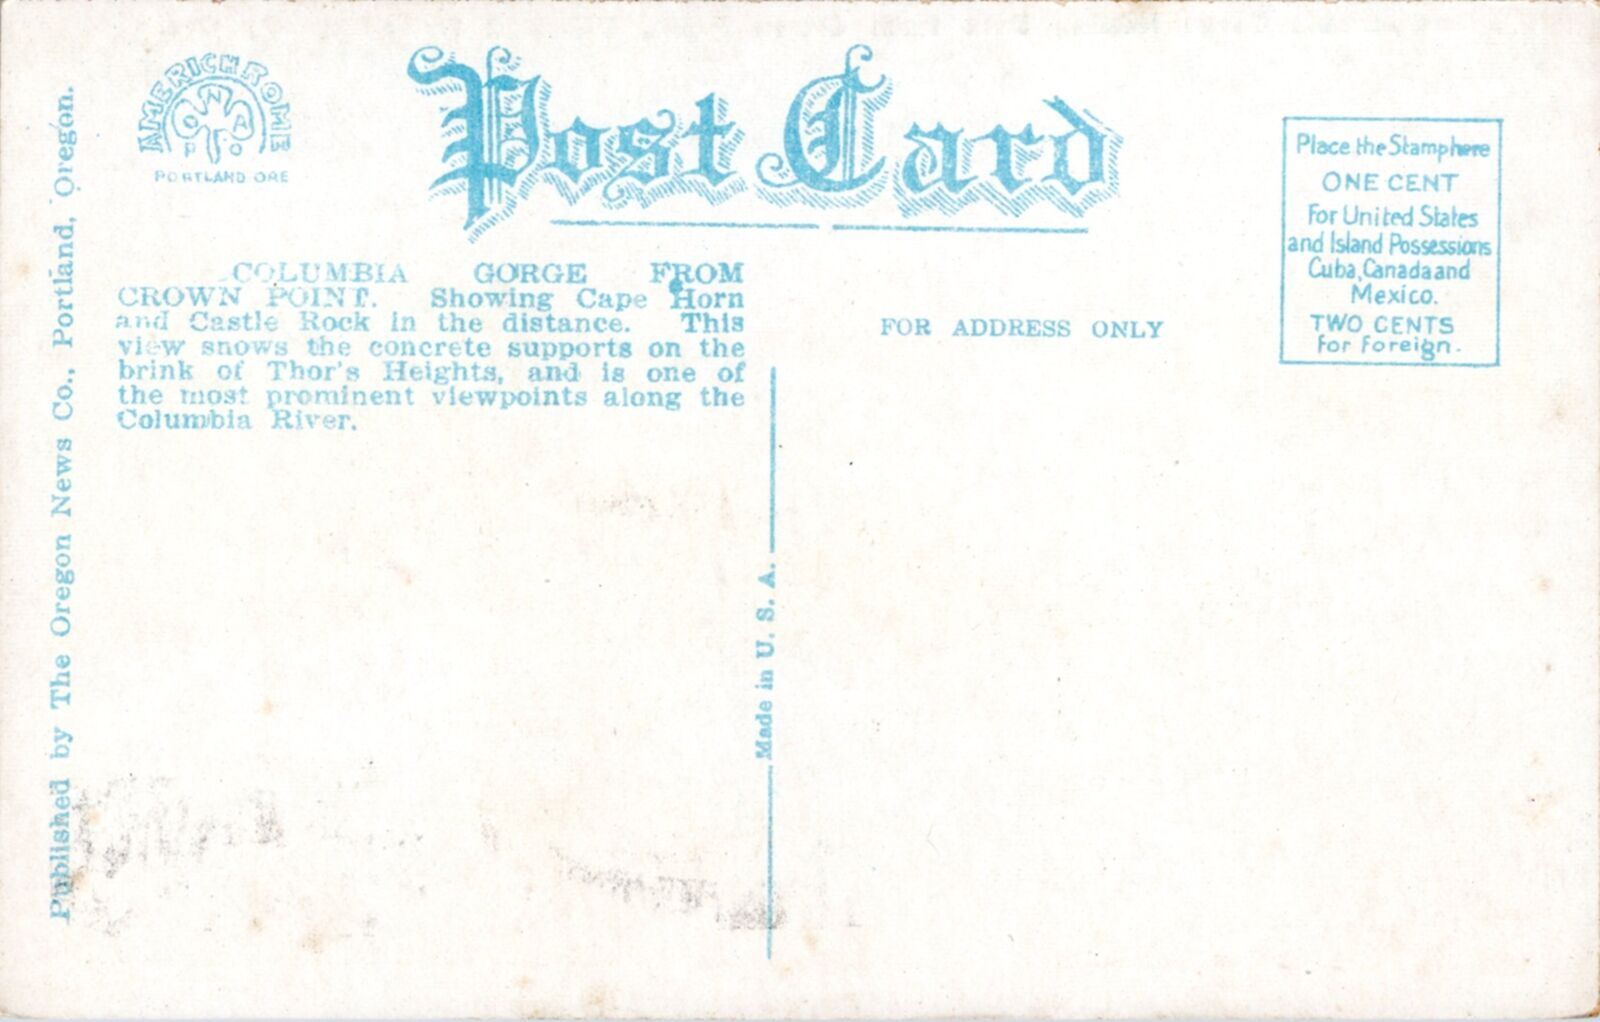 AMERICHROME
ONA
PO
PORTLAND ORE
Post Card
Place the Stamp here
ONE CENT
For United States
and Island Possessions
Cuba, Canada and
Mexico.
TWO CENTS
for foreign.
COLUMBIA GORGE FROM
CROWN POINT. Showing Cape Horn
and Castle Rock in the distance. This
view snows the concrete supports on the
brink of Thor's Heights, and is one of
the most prominent viewpoints along the
Columbia River.
FOR ADDRESS ONLY
Made in U. S. A.
Published by The Oregon News Co., Portland, Oregon.